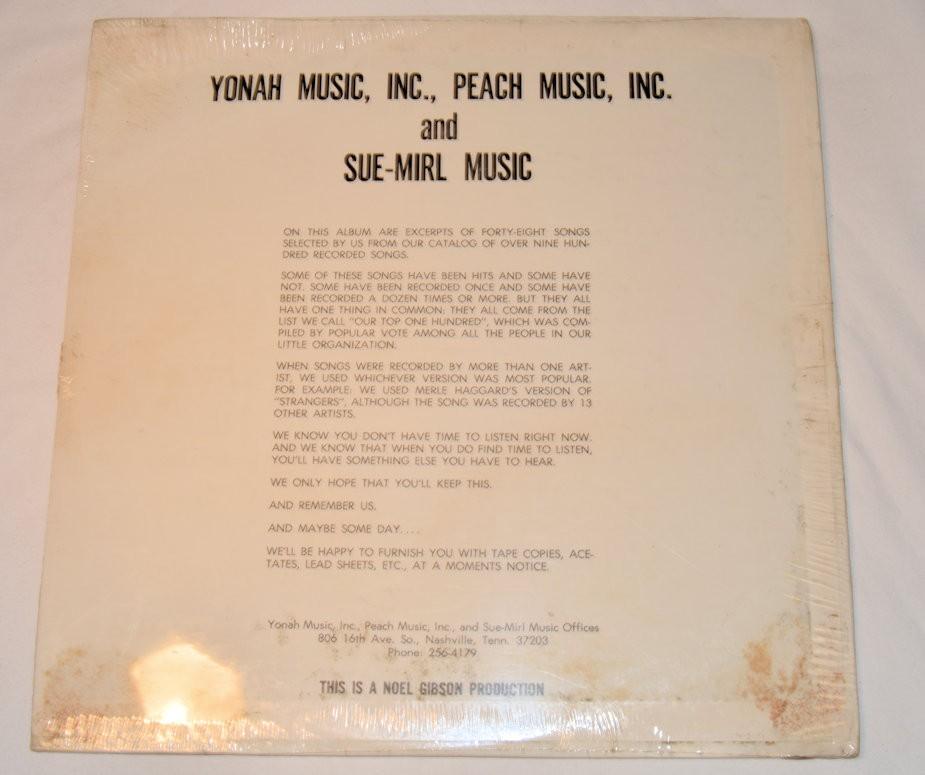 YONAH MUSIC, INC., PEACH MUSIC, INC.
and
SUE-MIRL MUSIC
ON THIS ALBUM ARE EXCERPTS OF FORTY-EIGHT SONGS
SELECTED BY US FROM OUR CATALOG OF OVER NINE HUN-
DRED RECORDED SONGS.
SOME OF THESE SONGS HAVE BEEN HITS AND SOME HAVE
NOT. SOME HAVE BEEN RECORDED ONCE AND SOME HAVE
BEEN RECORDED A DOZEN TIMES OR MORE. BUT THEY ALL
HAVE ONE THING IN COMMON: THEY ALL COME FROM THE
LIST WE CALL "OUR TOP ONE HUNDRED", WHICH WAS COM-
PILED BY POPULAR VOTE AMONG ALL THE PEOPLE IN OUR
LITTLE ORGANIZATION.
WHEN SONGS WERE RECORDED BY MORE THAN ONE ART-
IST, WE USED WHICHEVER VERSION WAS MOST POPULAR.
FOR EXAMPLE: WE USED MERLE HAGGARD'S VERSION OF
"STRANGERS", ALTHOUGH THE SONG WAS RECORDED BY 13
OTHER ARTISTS.
WE KNOW YOU DON'T HAVE TIME TO LISTEN RIGHT NOW.
AND WE KNOW THAT WHEN YOU DO FIND TIME TO LISTEN,
YOU'LL HAVE SOMETHING ELSE YOU HAVE TO HEAR.
WE ONLY HOPE THAT YOU'LL KEEP THIS.
AND REMEMBER US.
AND MAYBE SOME DAY....
WE'LL BE HAPPY TO FURNISH YOU WITH TAPE COPIES, ACE-
TATES, LEAD SHEETS, ETC., AT A MOMENTS NOTICE.
Yonah Music, Inc., Peach Music, Inc., and Sue-Mirl Music Offices
806 16th Ave. So., Nashville, Tenn. 37203
Phone: 256-4179
THIS IS A NOEL GIBSON PRODUCTION